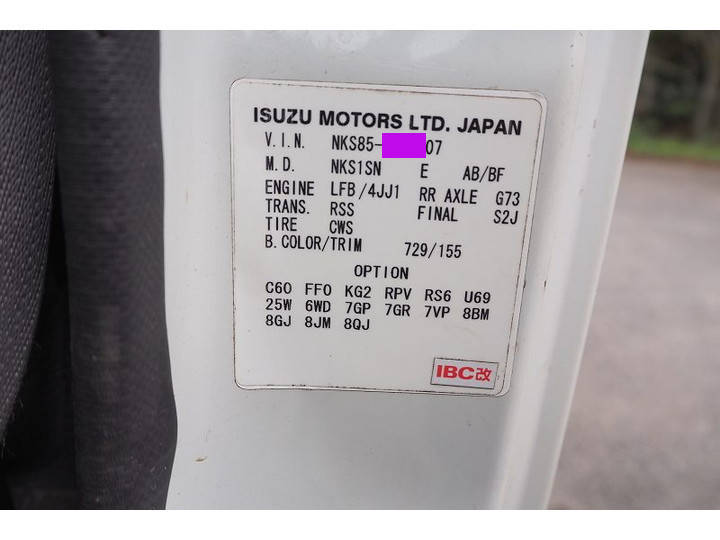 ISUZU MOTORS LTD. JAPAN
V.I.N. NKS85- 07
M.D. NKS1SN E AB/BF
ENGINE LFB/4JJ1 RR AXLE G73
TRANS. RSS FINAL S2J
TIRE CWS
B.COLOR/TRIM 729/155
OPTION
C60 FF0 KG2 RPV RS6 U69
25W 6WD 7GP 7GR 7VP 8BM
8GJ 8JM 8QJ
IBC改